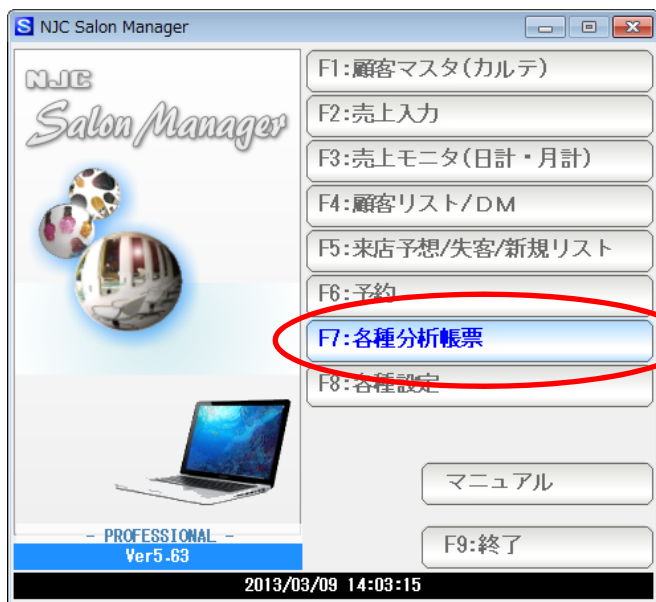 NJC Salon Manager
NJC
Salon Manager
F1:顧客マスタ(カルテ)
F2:売上入力
F3:売上モニタ(日計・月計)
F4:顧客リスト/DM
F5:来店予想/失客/新規リスト
F6:予約
F7:各種分析帳票
F8:各種設定
マニュアル
F9:終了
- PROFESSIONAL -
Ver5.63
2013/03/09 14:03:15